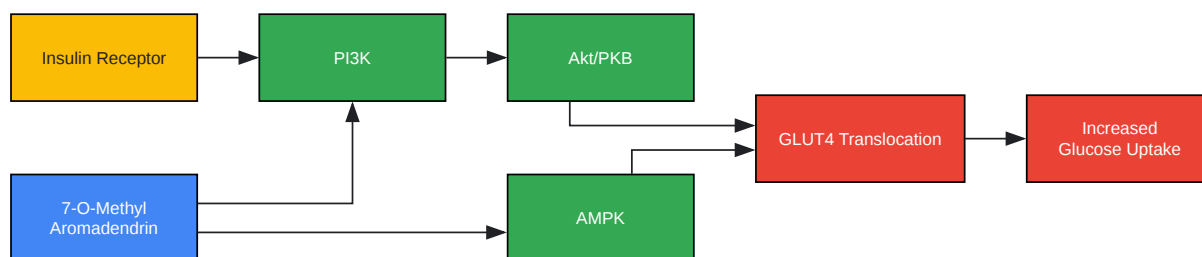 Insulin Receptor
PI3K
Akt/PKB
GLUT4 Translocation
Increased
Glucose Uptake
7-O-Methyl
Aromadendrin
AMPK